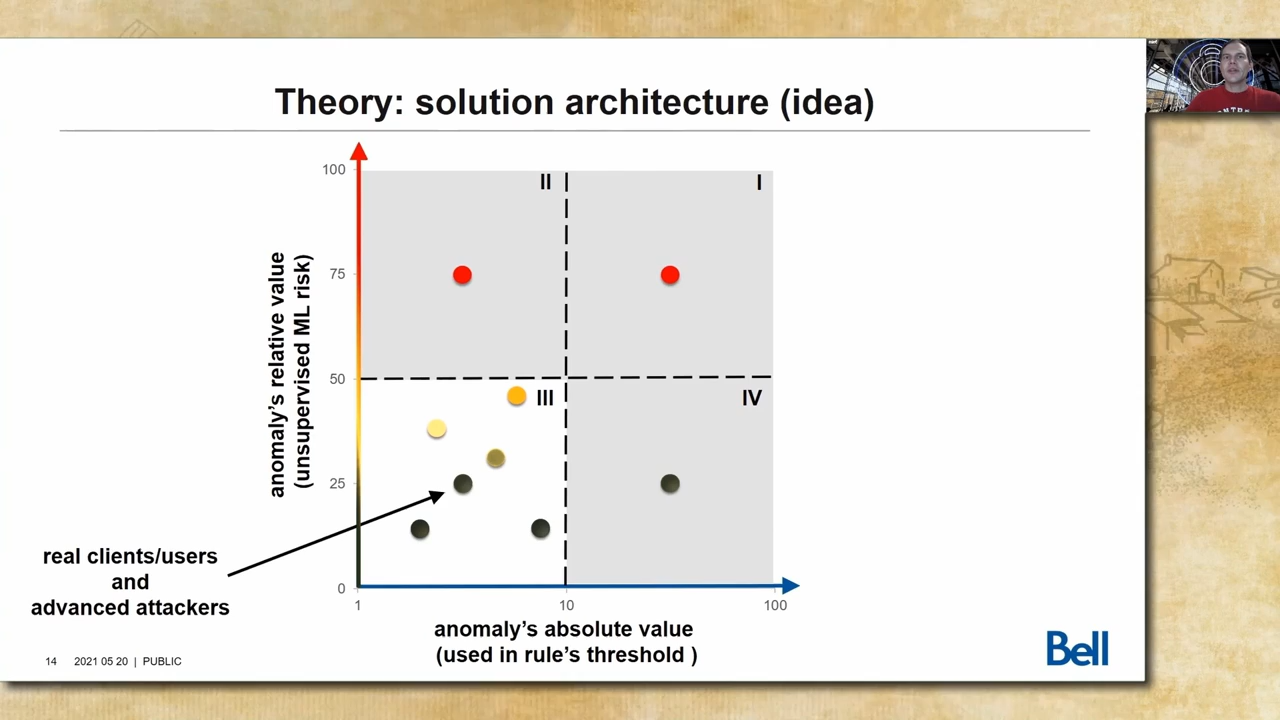 Theory: solution architecture (idea)
100
75
50
25
0
II
I
III
IV
anomaly's relative value
(unsupervised ML risk)
real clients/users
and
advanced attackers
1
10
100
anomaly's absolute value
(used in rule's threshold )
14 2021 05 20 | PUBLIC
Bell